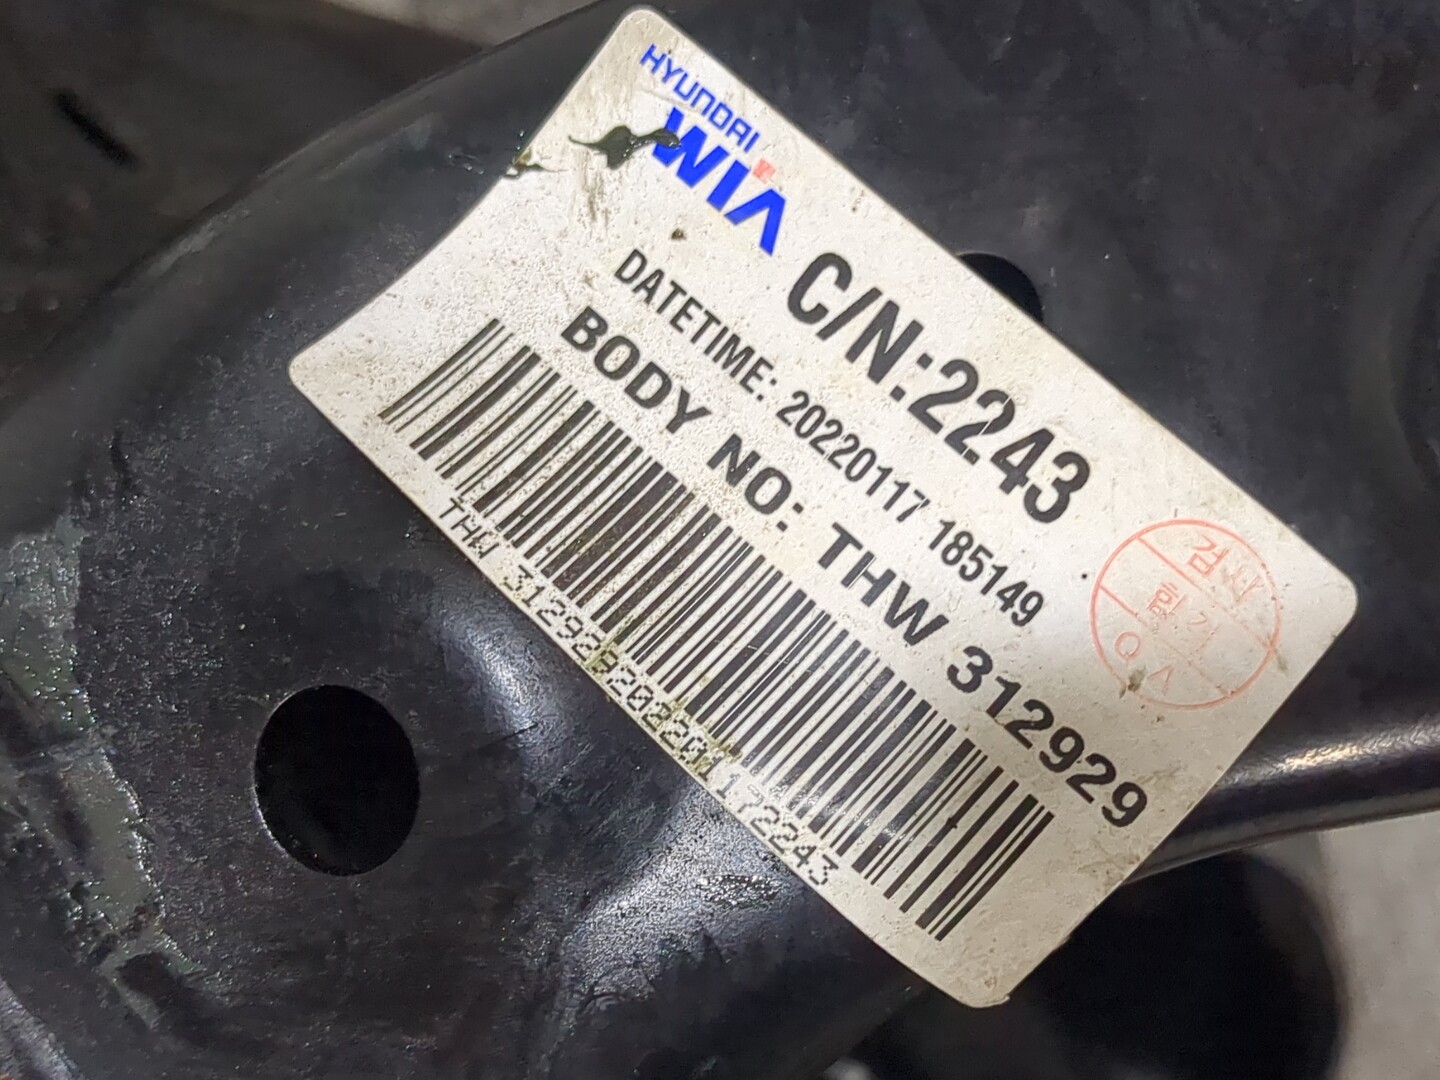 HYUNDAI
WIA
C/N:2243
DATETIME: 20220117 185149
BODY NO: THW 312929
THW 312929202201172243
검사
QA